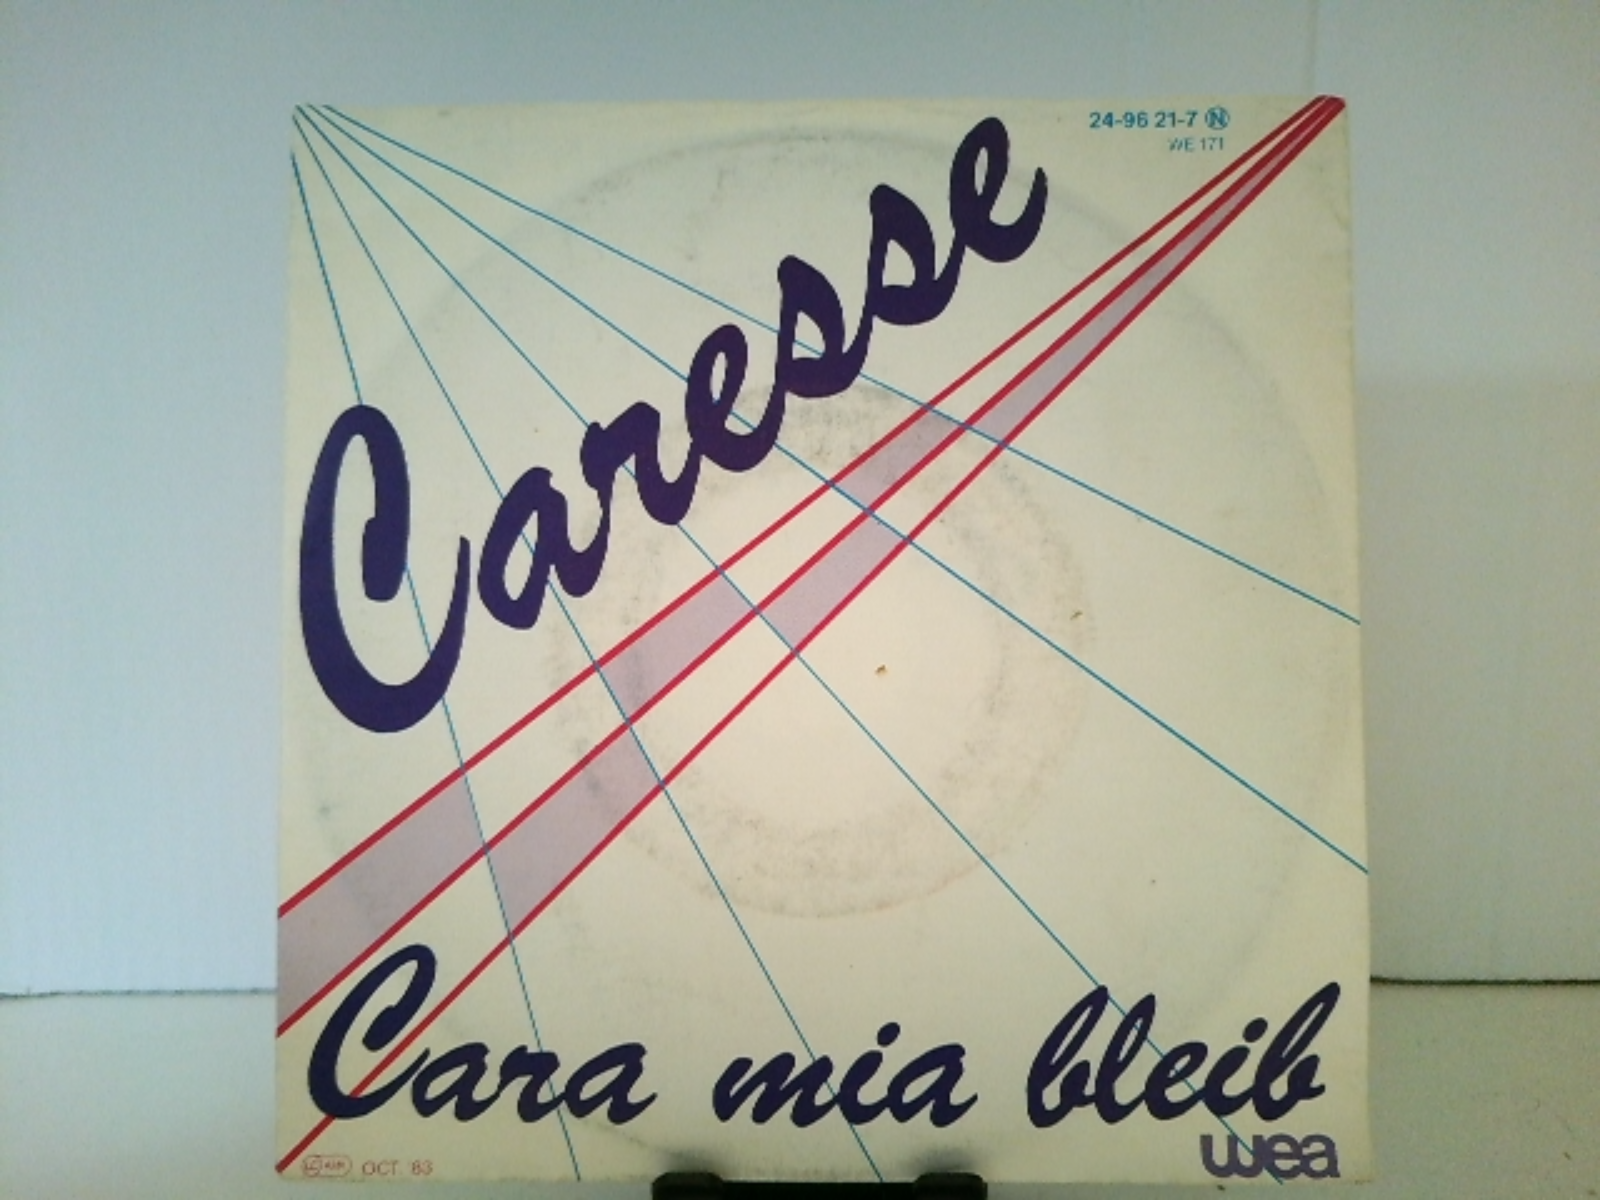 24-96 21-7 Ⓝ
WE 171
Caresse
Cara mia bleib
wea
OCT. 83